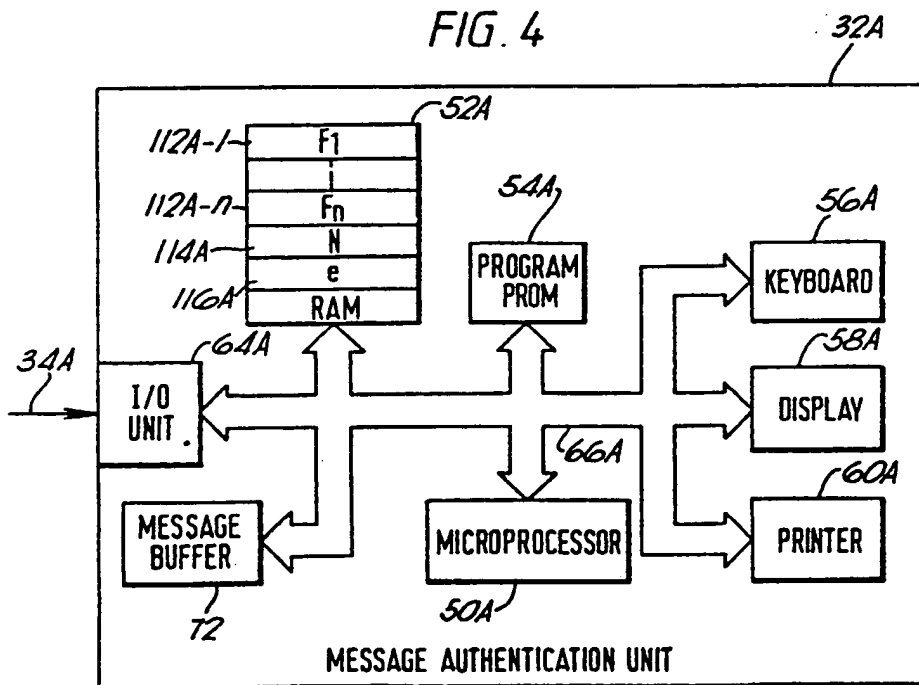 FIG. 4
32A
52A
112A-1
F1
112A-n
Fn
114A
N
116A
e
RAM
54A
PROGRAM
PROM
56A
KEYBOARD
64A
34A
I/O
UNIT
58A
DISPLAY
66A
60A
MESSAGE
BUFFER
72
MICROPROCESSOR
50A
PRINTER
MESSAGE AUTHENTICATION UNIT